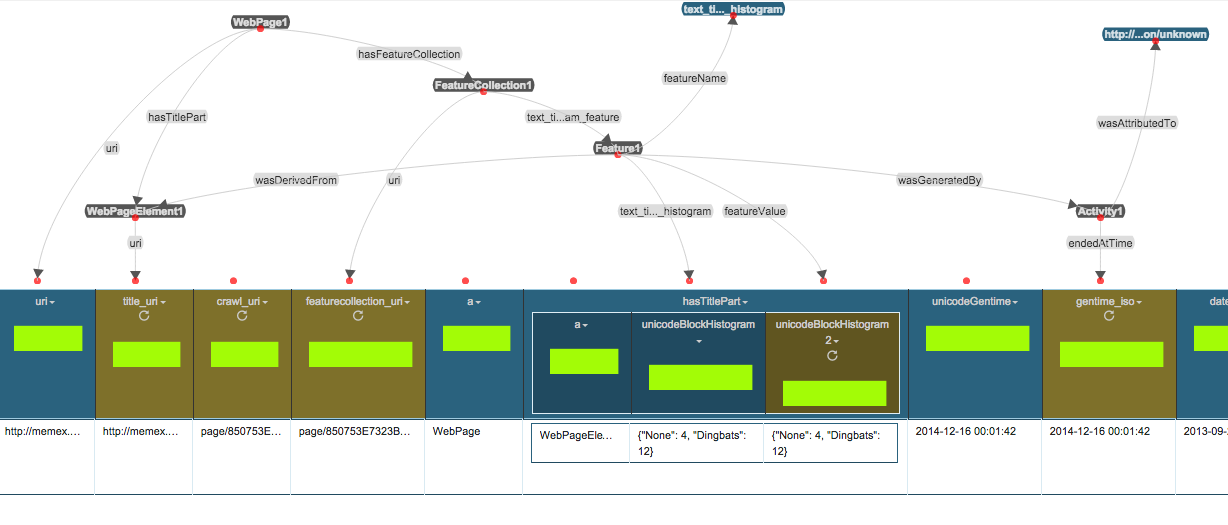 text_ti..._histogram
WebPage1
http://...on/unknown
hasFeatureCollection
featureName
FeatureCollection1
hasTitlePart
text_ti...am_feature
wasAttributedTo
uri
Feature1
wasDerivedFrom
uri
wasGeneratedBy
WebPageElement1
text_ti..._histogram
featureValue
Activity1
uri
endedAtTime
uri
title_uri
crawl_uri
featurecollection_uri
a
hasTitlePart
unicodeGentime
gentime_iso
date
a
unicodeBlockHistogram
unicodeBlockHistogram
2
http://memex....
http://memex....
page/850753E...
page/850753E7323B...
WebPage
WebPageEle...
{"None": 4, "Dingbats":
12}
{"None": 4, "Dingbats":
12}
2014-12-16 00:01:42
2014-12-16 00:01:42
2013-09-